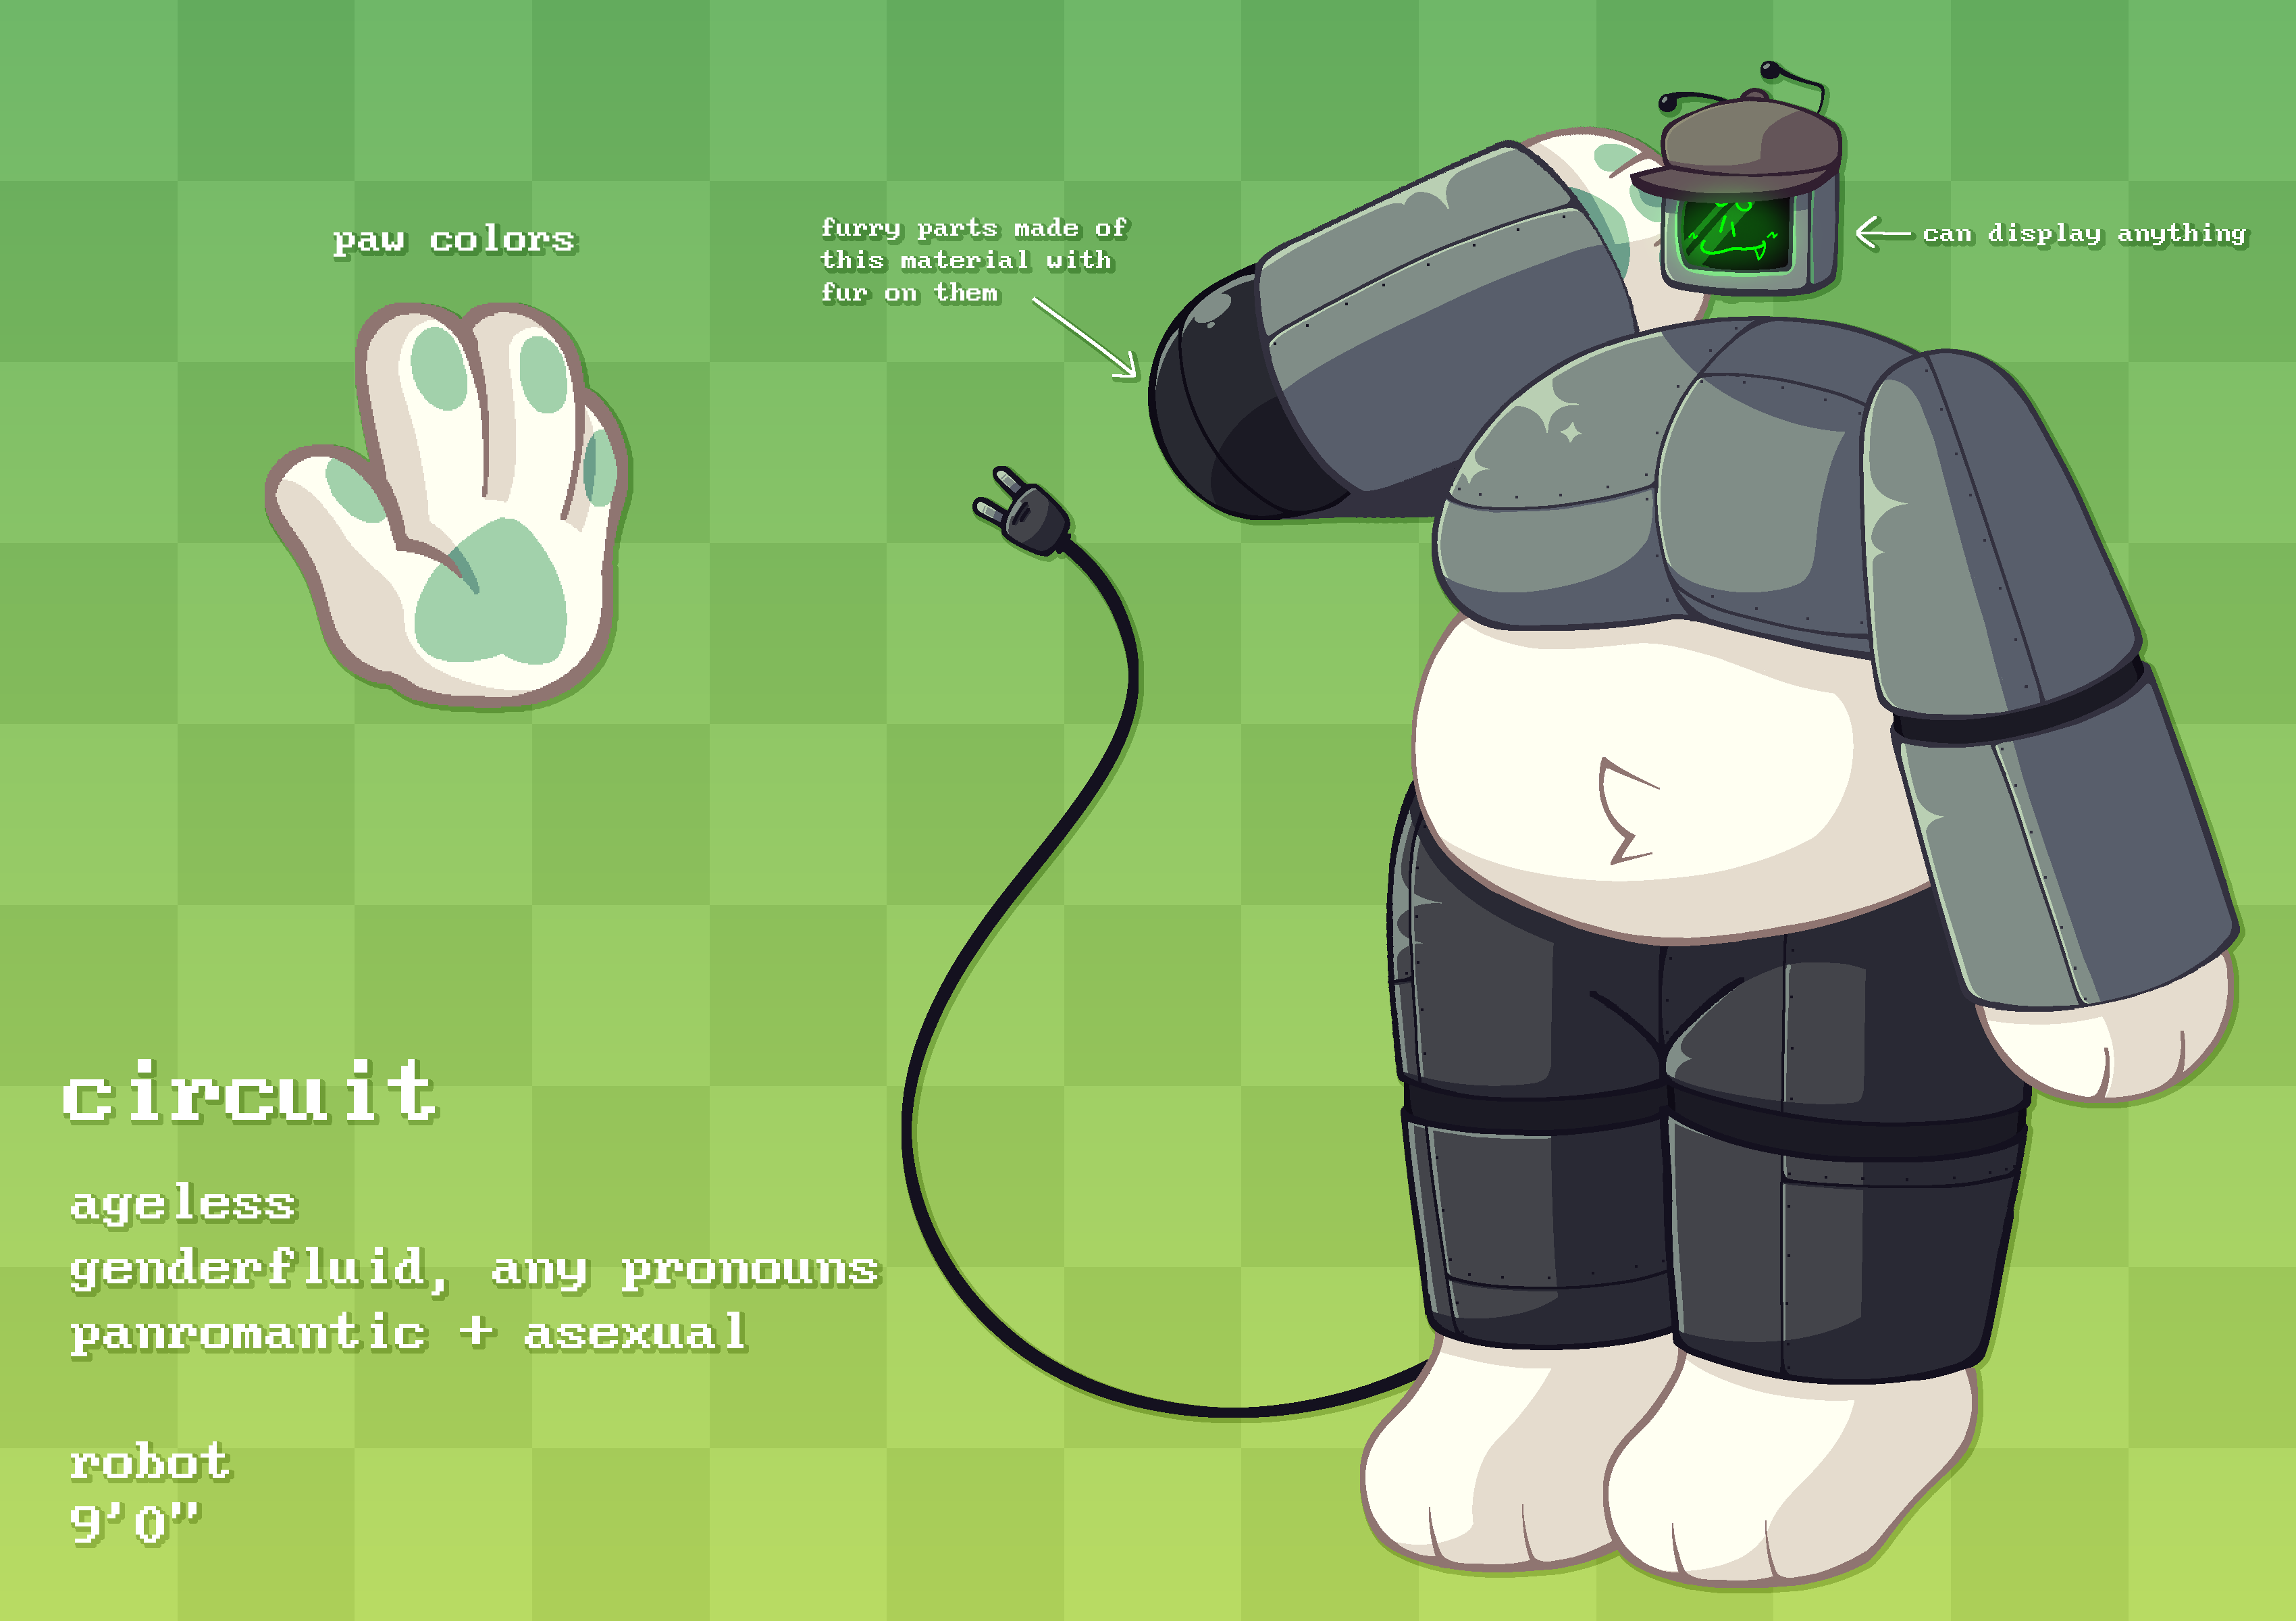 paw colors
furry parts made of
this material with
fur on them
can display anything
circuit
ageless
genderfluid, any pronouns
panromantic + asexual
robot
9'0"